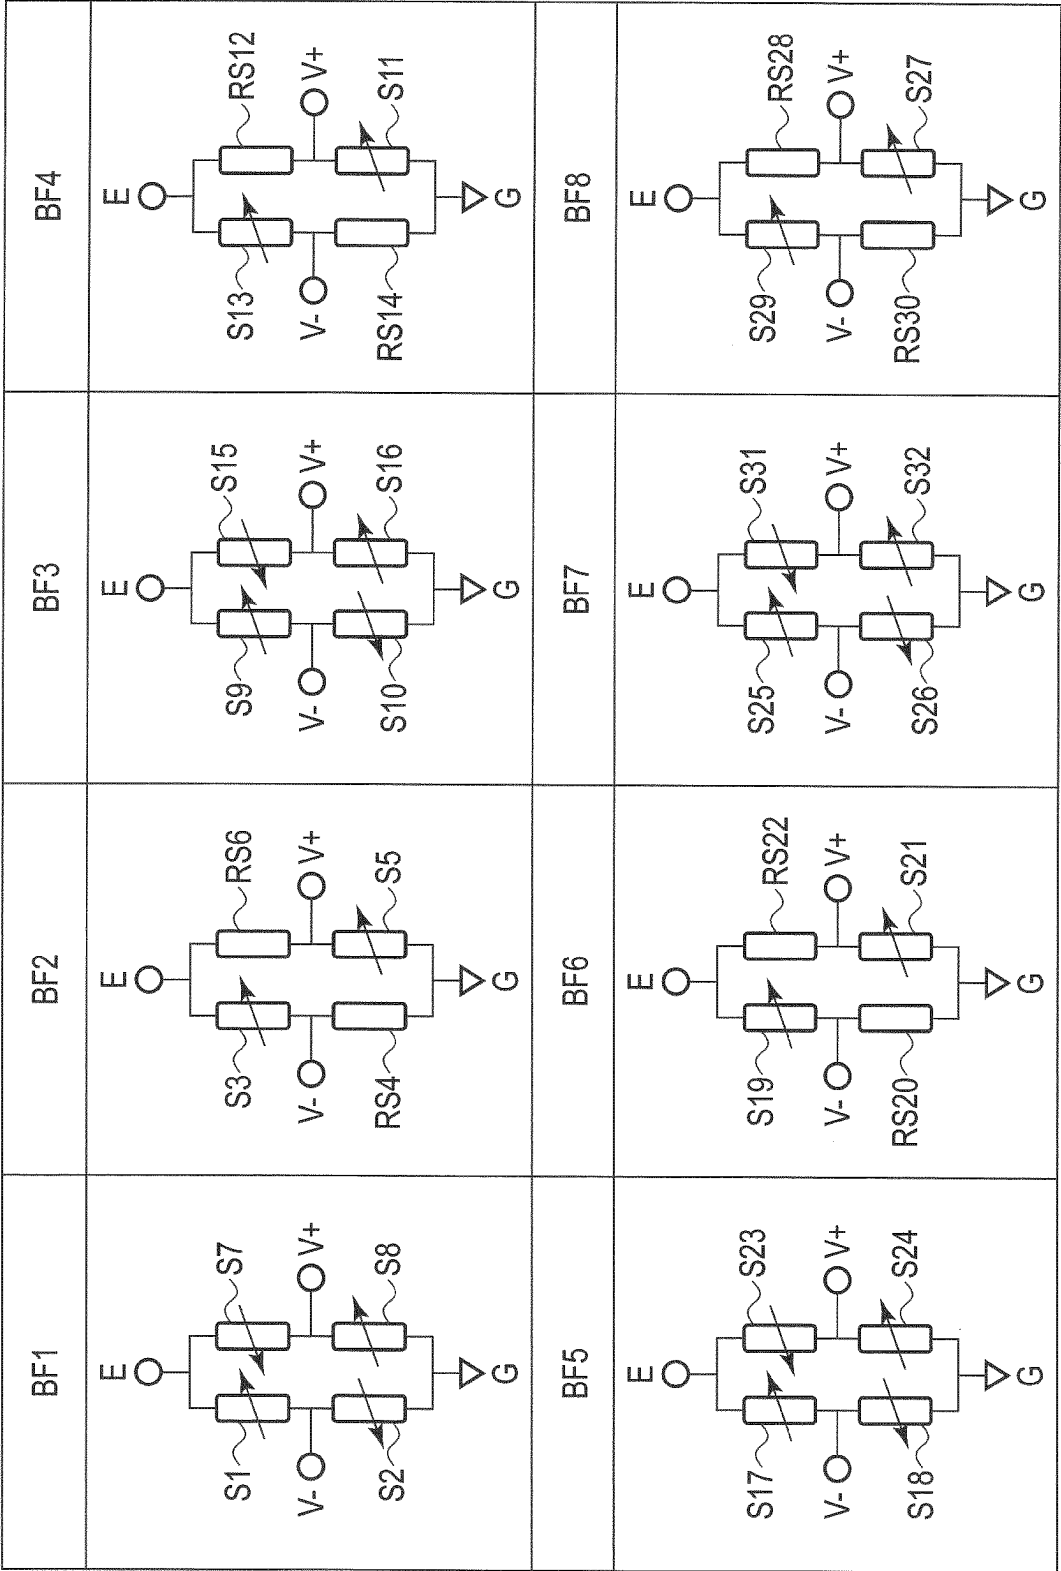 BF1 BF2 BF3 BF4
E E E E
S7 RS6 S15 RS12
S1 S3 S9 S13
V- V+ V- V+ V- V+ V- V+
S8 S5 S16 S11
S2 RS4 S10 RS14
G G G G
BF5 BF6 BF7 BF8
E E E E
S23 RS22 S31 RS28
S17 S19 S25 S29
V- V+ V- V+ V- V+ V- V+
S24 S21 S32 S27
S18 RS20 S26 RS30
G G G G